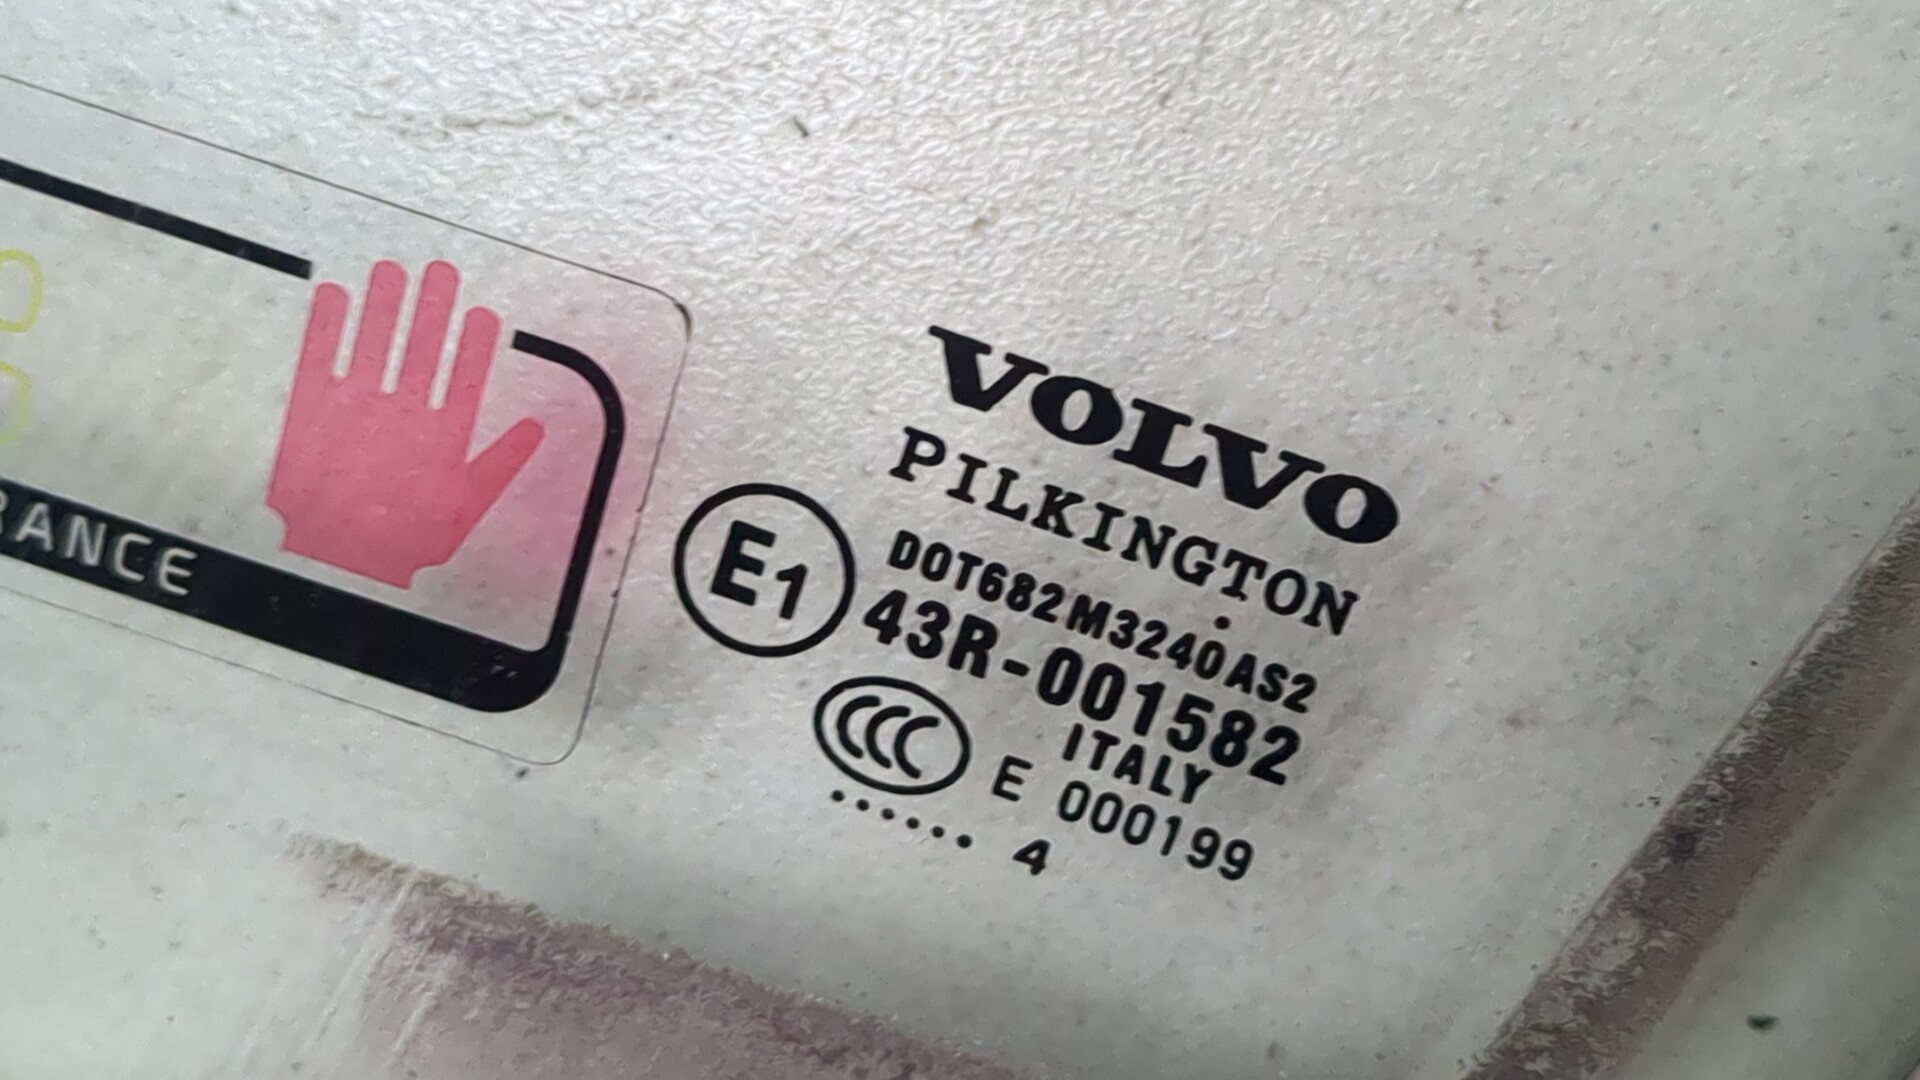 VOLVO
PILKINGTON
E1
DOT682M3240AS2
43R-001582
ITALY
CCC E 000199
...... 4
RANCE